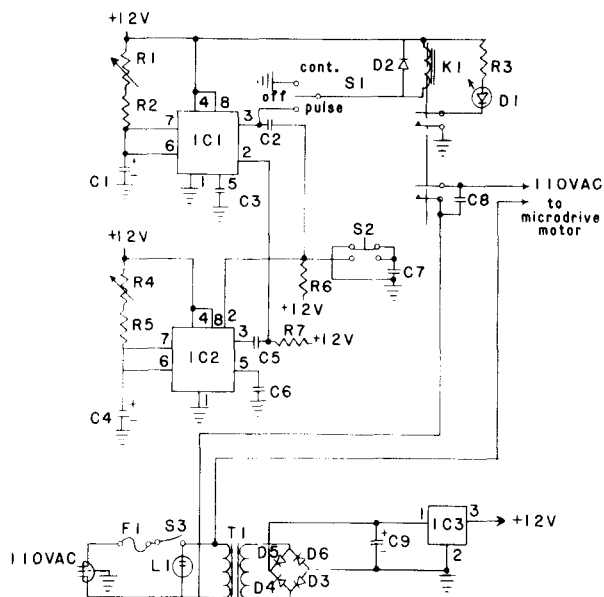 +12V
R1
R2
7
6
4 8
IC1
3
2
1 5
C1
C2
C3
cont.
off
pulse
S1
D2
K1
R3
D1
C8
110VAC
to
microdrive
motor
+12V
R4
R5
4 8 2
7
6
IC2
3
5
1
C4
C5
C6
R6
+12V
R7
+12V
S2
C7
110VAC
F1
S3
L1
T1
D5
D6
D4
D3
C9
1
IC3
3
2
+12V